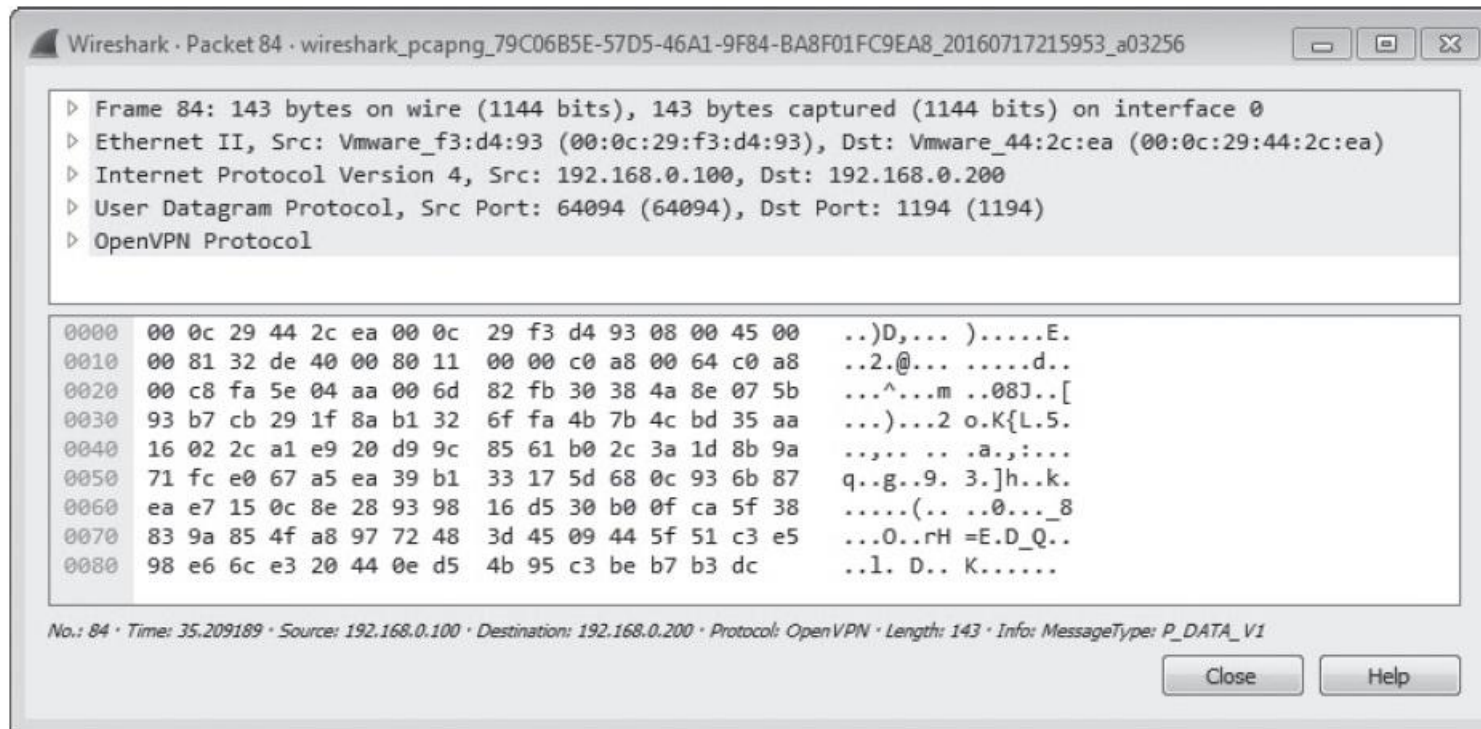 Wireshark · Packet 84 · wireshark_pcapng_79C06B5E-57D5-46A1-9F84-BA8F01FC9EA8_20160717215953_a03256
Frame 84: 143 bytes on wire (1144 bits), 143 bytes captured (1144 bits) on interface 0
Ethernet II, Src: Vmware_f3:d4:93 (00:0c:29:f3:d4:93), Dst: Vmware_44:2c:ea (00:0c:29:44:2c:ea)
Internet Protocol Version 4, Src: 192.168.0.100, Dst: 192.168.0.200
User Datagram Protocol, Src Port: 64094 (64094), Dst Port: 1194 (1194)
OpenVPN Protocol
0000 00 0c 29 44 2c ea 00 0c 29 f3 d4 93 08 00 45 00 ..)D,... ).....E.
0010 00 81 32 de 40 00 80 11 00 00 c0 a8 00 64 c0 a8 ..2.@... .....d..
0020 00 c8 fa 5e 04 aa 00 6d 82 fb 30 38 4a 8e 07 5b ...^...m ..08J..[
0030 93 b7 cb 29 1f 8a b1 32 6f fa 4b 7b 4c bd 35 aa ...)...2 o.K{L.5.
0040 16 02 2c a1 e9 20 d9 9c 85 61 b0 2c 3a 1d 8b 9a ..,.. .. .a.,:...
0050 71 fc e0 67 a5 ea 39 b1 33 17 5d 68 0c 93 6b 87 q..g..9. 3.]h..k.
0060 ea e7 15 0c 8e 28 93 98 16 d5 30 b0 0f ca 5f 38 .....(.. ..0..._8
0070 83 9a 85 4f a8 97 72 48 3d 45 09 44 5f 51 c3 e5 ...O..rH =E.D_Q..
0080 98 e6 6c e3 20 44 0e d5 4b 95 c3 be b7 b3 dc ..l. D.. K......
No.: 84 · Time: 35.209189 · Source: 192.168.0.100 · Destination: 192.168.0.200 · Protocol: OpenVPN · Length: 143 · Info: MessageType: P_DATA_V1
Close Help